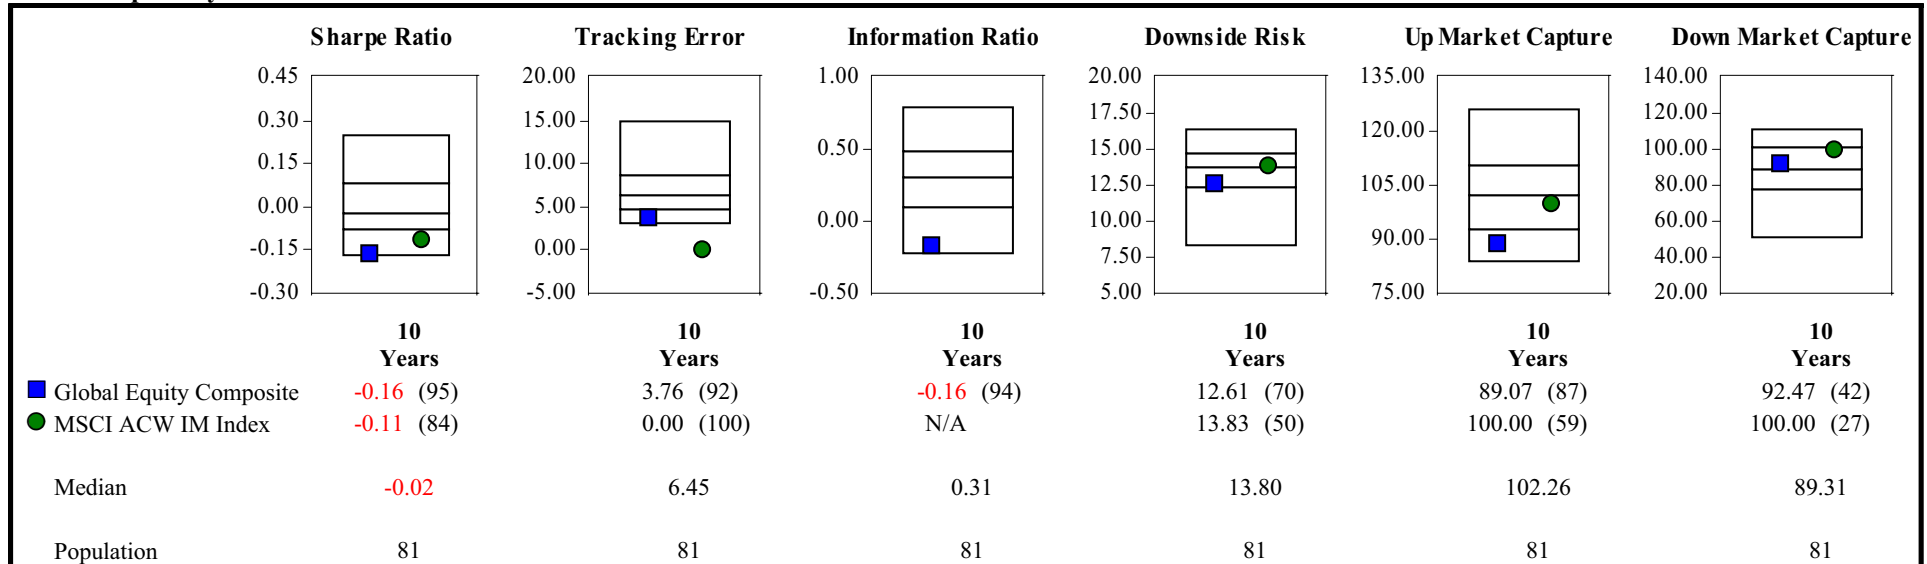 Sharpe Ratio Tracking Error Information Ratio Downside Risk Up Market Capture Down Market Capture
0.45 20.00 1.00 20.00 135.00 140.00
0.30 15.00 0.50 17.50 120.00 120.00
0.15 10.00 0.00 15.00 105.00 100.00
0.00 5.00 -0.50 12.50 90.00 80.00
-0.15 0.00 10.00 75.00 60.00
-0.30 -5.00 7.50 40.00
5.00 20.00
10 10 10 10 10 10
Years Years Years Years Years Years
Global Equity Composite -0.16 (95) 3.76 (92) -0.16 (94) 12.61 (70) 89.07 (87) 92.47 (42)
MSCI ACW IM Index -0.11 (84) 0.00 (100) N/A 13.83 (50) 100.00 (59) 100.00 (27)
Median -0.02 6.45 0.31 13.80 102.26 89.31
Population 81 81 81 81 81 81